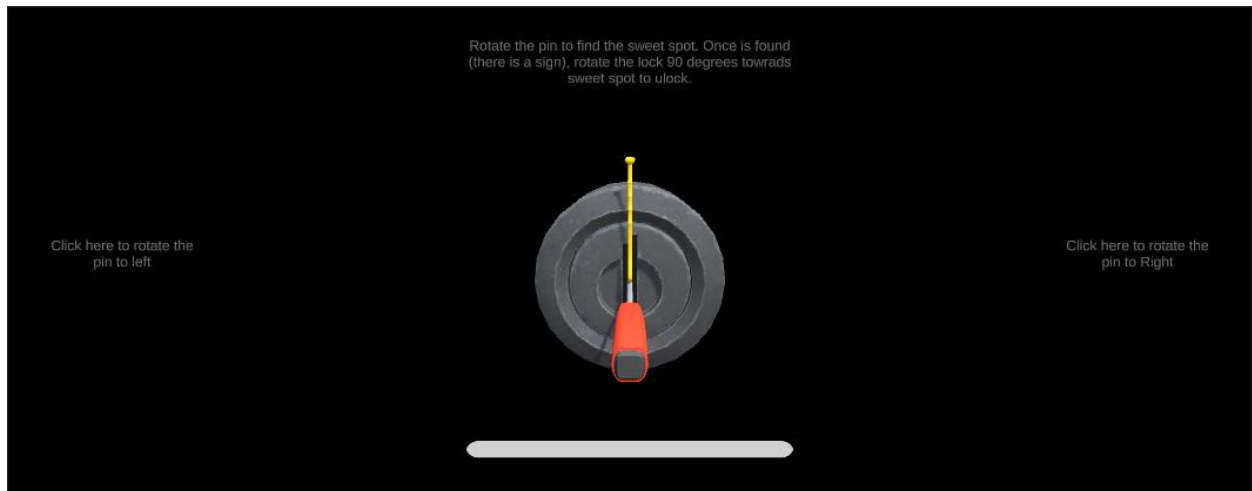 Rotate the pin to find the sweet spot. Once is found
(there is a sign), rotate the lock 90 degrees towrads
sweet spot to ulock.
Click here to rotate the
pin to left
Click here to rotate the
pin to Right